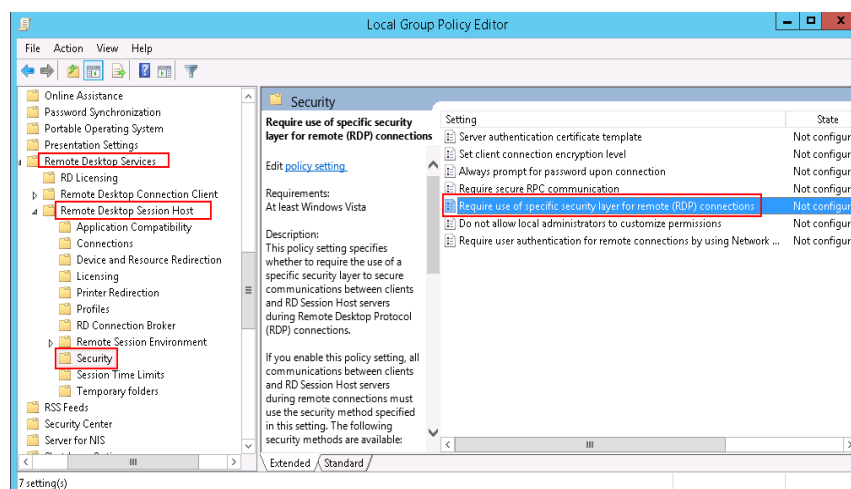 Local Group Policy Editor
File Action View Help
Online Assistance
Password Synchronization
Portable Operating System
Presentation Settings
Remote Desktop Services
RD Licensing
Remote Desktop Connection Client
Remote Desktop Session Host
Application Compatibility
Connections
Device and Resource Redirection
Licensing
Printer Redirection
Profiles
RD Connection Broker
Remote Session Environment
Security
Session Time Limits
Temporary folders
RSS Feeds
Security Center
Server for NIS
Security
Require use of specific security
layer for remote (RDP) connections
Edit policy setting
Requirements:
At least Windows Vista
Description:
This policy setting specifies
whether to require the use of a
specific security layer to secure
communications between clients
and RD Session Host servers
during Remote Desktop Protocol
(RDP) connections.
If you enable this policy setting, all
communications between clients
and RD Session Host servers
during remote connections must
use the security method specified
in this setting. The following
security methods are available:
Setting State
Server authentication certificate template Not configur
Set client connection encryption level Not configur
Always prompt for password upon connection Not configur
Require secure RPC communication Not configur
Require use of specific security layer for remote (RDP) connections Not configur
Do not allow local administrators to customize permissions Not configur
Require user authentication for remote connections by using Network ... Not configur
Extended Standard
7 setting(s)